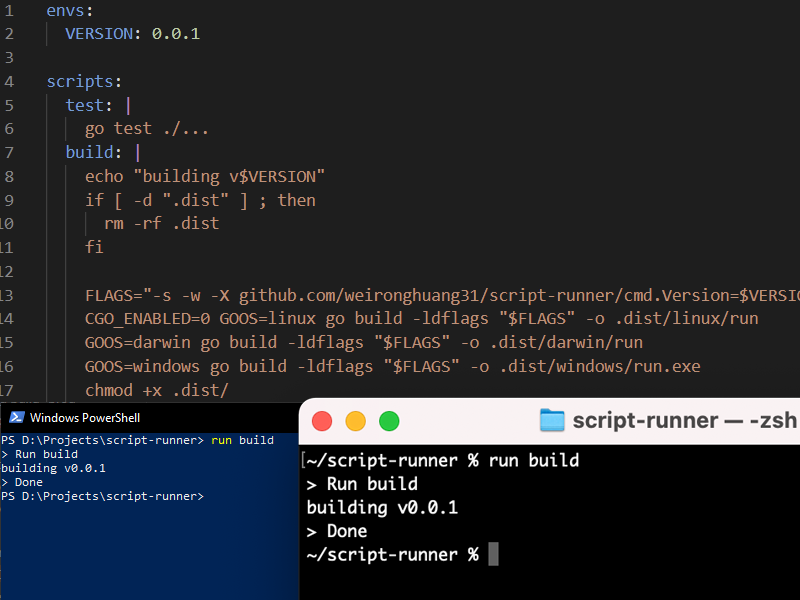 1 envs:
2 VERSION: 0.0.1
3
4 scripts:
5 test: |
6 go test ./...
7 build: |
8 echo "building v$VERSION"
9 if [ -d ".dist" ] ; then
10 rm -rf .dist
11 fi
12
13 FLAGS="-s -w -X github.com/weironghuang31/script-runner/cmd.Version=$VERSIO
14 CGO_ENABLED=0 GOOS=linux go build -ldflags "$FLAGS" -o .dist/linux/run
15 GOOS=darwin go build -ldflags "$FLAGS" -o .dist/darwin/run
16 GOOS=windows go build -ldflags "$FLAGS" -o .dist/windows/run.exe
17 chmod +x .dist/
Windows PowerShell
PS D:\Projects\script-runner> run build
> Run build
building v0.0.1
> Done
PS D:\Projects\script-runner>
script-runner — -zsh
[~/script-runner % run build
> Run build
building v0.0.1
> Done
~/script-runner %